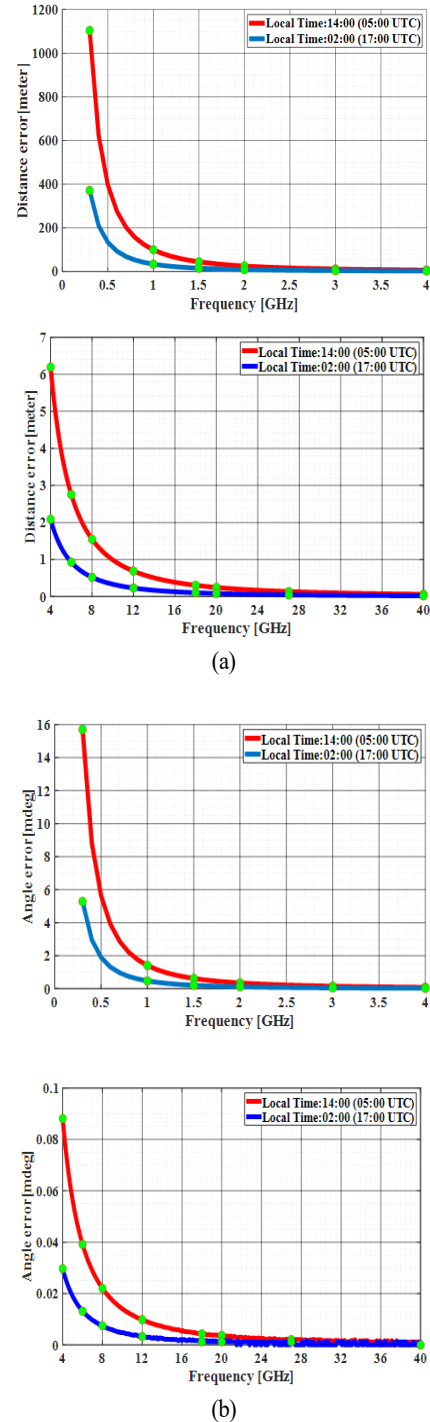 1200
1000
800
600
400
200
0
Distance error[meter]
Local Time:14:00 (05:00 UTC)
Local Time:02:00 (17:00 UTC)
0 0.5 1 1.5 2 2.5 3 3.5 4
Frequency [GHz]
7
6
5
4
3
2
1
0
Distance error[meter]
Local Time:14:00 (05:00 UTC)
Local Time:02:00 (17:00 UTC)
4 8 12 16 20 24 28 32 36 40
Frequency [GHz]
(a)
16
14
12
10
8
6
4
2
0
Angle error[mdeg]
Local Time:14:00 (05:00 UTC)
Local Time:02:00 (17:00 UTC)
0 0.5 1 1.5 2 2.5 3 3.5 4
Frequency [GHz]
0.1
0.08
0.06
0.04
0.02
0
Angle error[mdeg]
Local Time:14:00 (05:00 UTC)
Local Time:02:00 (17:00 UTC)
4 8 12 16 20 24 28 32 36 40
Frequency [GHz]
(b)